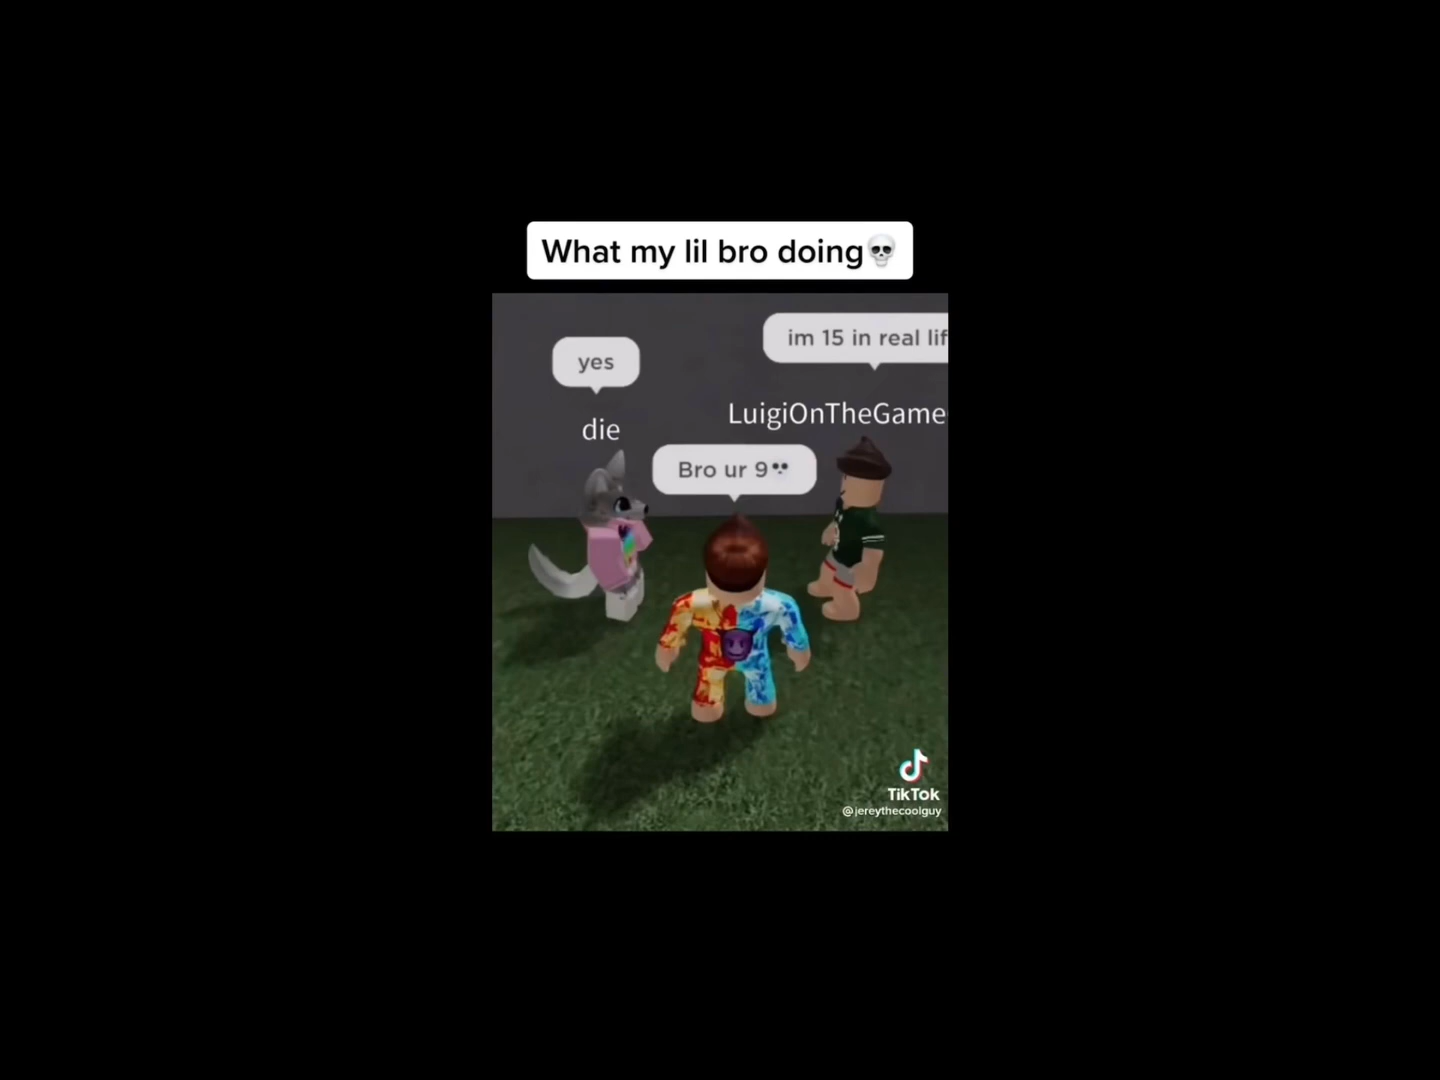 What my lil bro doing💀
im 15 in real lif
yes
LuigiOnTheGame
die
Bro ur 9💀
TikTok
@jereythecoolguy